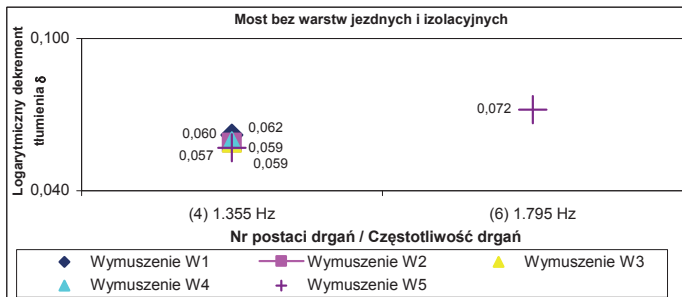 Most bez warstw jezdnych i izolacyjnych
Logarytmiczny dekrement
tłumienia δ
0,100
0,040
0,072
0,060
0,062
0,057
0,059
0,059
(4) 1.355 Hz
(6) 1.795 Hz
Nr postaci drgań / Częstotliwość drgań
Wymuszenie W1 Wymuszenie W2 Wymuszenie W3
Wymuszenie W4 Wymuszenie W5